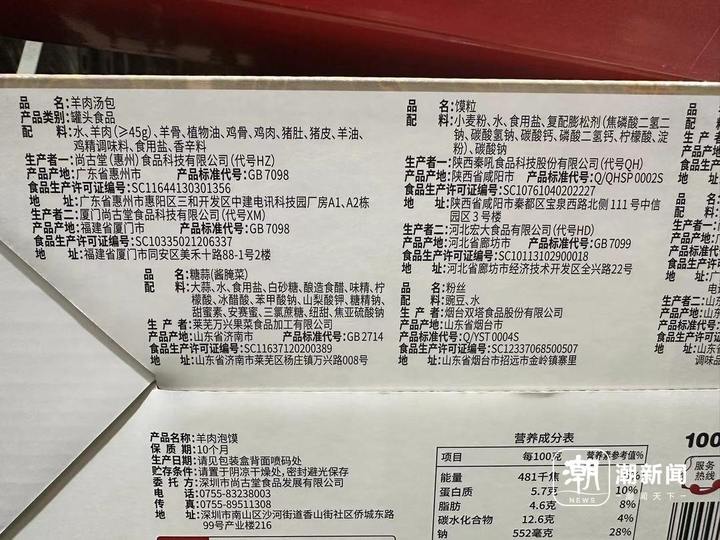 品 名:羊肉汤包
产品类别:罐头食品
配 料:水、羊肉(≥45g)、羊骨、植物油、鸡骨、鸡肉、猪肚、猪皮、羊油、
鸡精调味料、食用盐、香辛料
生产者一:尚古堂(惠州)食品科技有限公司(代号HZ)
产品产地:广东省惠州市 产品标准代号:GB 7098
食品生产许可证编号:SC11644130301356
地 址:广东省惠州市惠阳区三和开发区中建电讯科技园厂房A1、A2栋
生产者二:厦门尚古堂食品科技有限公司(代号XM)
产品产地:福建省厦门市 产品标准代号:GB 7098
食品生产许可证编号:SC10335021206337
地 址:福建省厦门市同安区美禾十路88-1号2楼
品 名:糖蒜(酱腌菜)
配 料:大蒜、水、食用盐、白砂糖、酿造食醋、味精、柠
檬酸、冰醋酸、苯甲酸钠、山梨酸钾、糖精钠、
甜蜜素、安赛蜜、三氯蔗糖、纽甜、焦亚硫酸钠
生 产 者:莱芜万兴果菜食品加工有限公司
产品产地:山东省济南市 产品标准代号:GB 2714
食品生产许可证编号:SC11637120200389
地 址:山东省济南市莱芜区杨庄镇万兴路008号
品 名:馍粒
配 料:小麦粉、水、食用盐、复配膨松剂(焦磷酸二氢二
钠、碳酸氢钠、碳酸钙、磷酸二氢钙、柠檬酸、淀
粉)、碳酸钠
生产者一:陕西秦吼食品科技股份有限公司(代号QH)
产品产地:陕西省咸阳市 产品标准代号:Q/QHSP 0002S
食品生产许可证编号:SC10761040202227
地 址:陕西省咸阳市秦都区宝泉西路北侧 111 号中信
园区 3 号楼
生产者二:河北宏大食品有限公司(代号HD)
产品产地:河北省廊坊市 产品标准代号:GB 7099
食品生产许可证编号:SC10113102900018
地 址:河北省廊坊市经济技术开发区全兴路22号
品 名:粉丝
配 料:豌豆、水
生 产 者:烟台双塔食品股份有限公司
产品产地:山东省烟台市
产品标准代号:Q/YST 0004S
食品生产许可证编号:SC12337068500507
地 址:山东省烟台市招远市金岭镇寨里
产品名称:羊肉泡馍
保 质 期:10个月
生产日期:请见包装盒背面喷码处
贮存条件:请置于阴凉干燥处,密封避光保存
委 托 方:深圳市尚古堂食品发展有限公司
电 话:0755-83238003
传 真:0755-89511308
地 址:深圳市南山区沙河街道香山街社区侨城东路
99号产业楼216
营养成分表
项目 每100克 营养素参考值%
能量 481千焦
蛋白质 5.7克 10%
脂肪 4.6克 8%
碳水化合物 12.6克 4%
钠 552毫克 28%
100
服务
热线
潮 NEWS 潮新闻